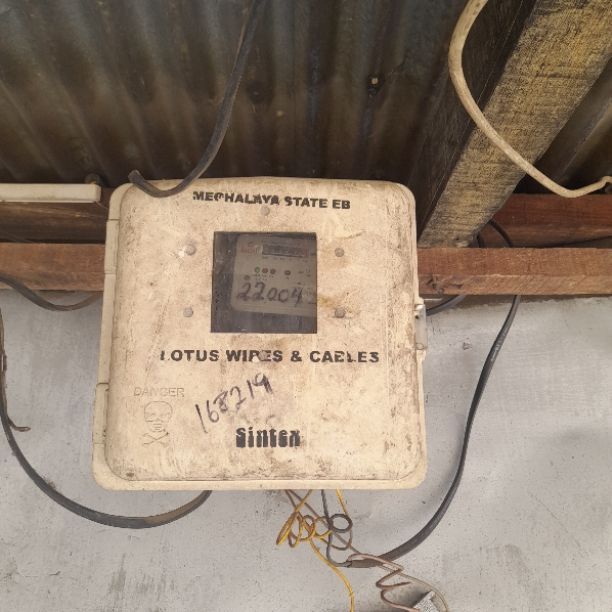 MEGHALAYA STATE EB
22004
LOTUS WIRES & CABLES
DANGER
168219
Sintex